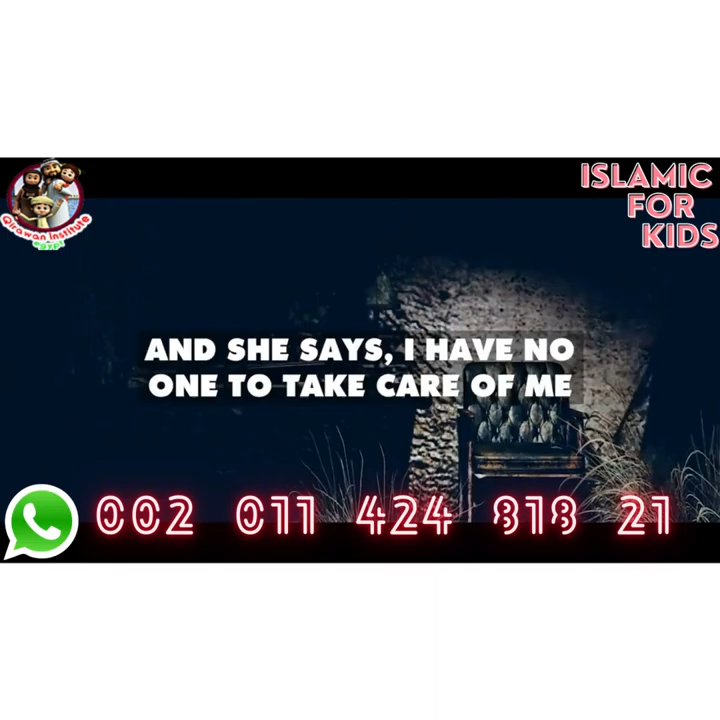 ISLAMIC
FOR
KIDS
Qirawan institute
egypt
AND SHE SAYS, I HAVE NO
ONE TO TAKE CARE OF ME
002 011 424 818 21